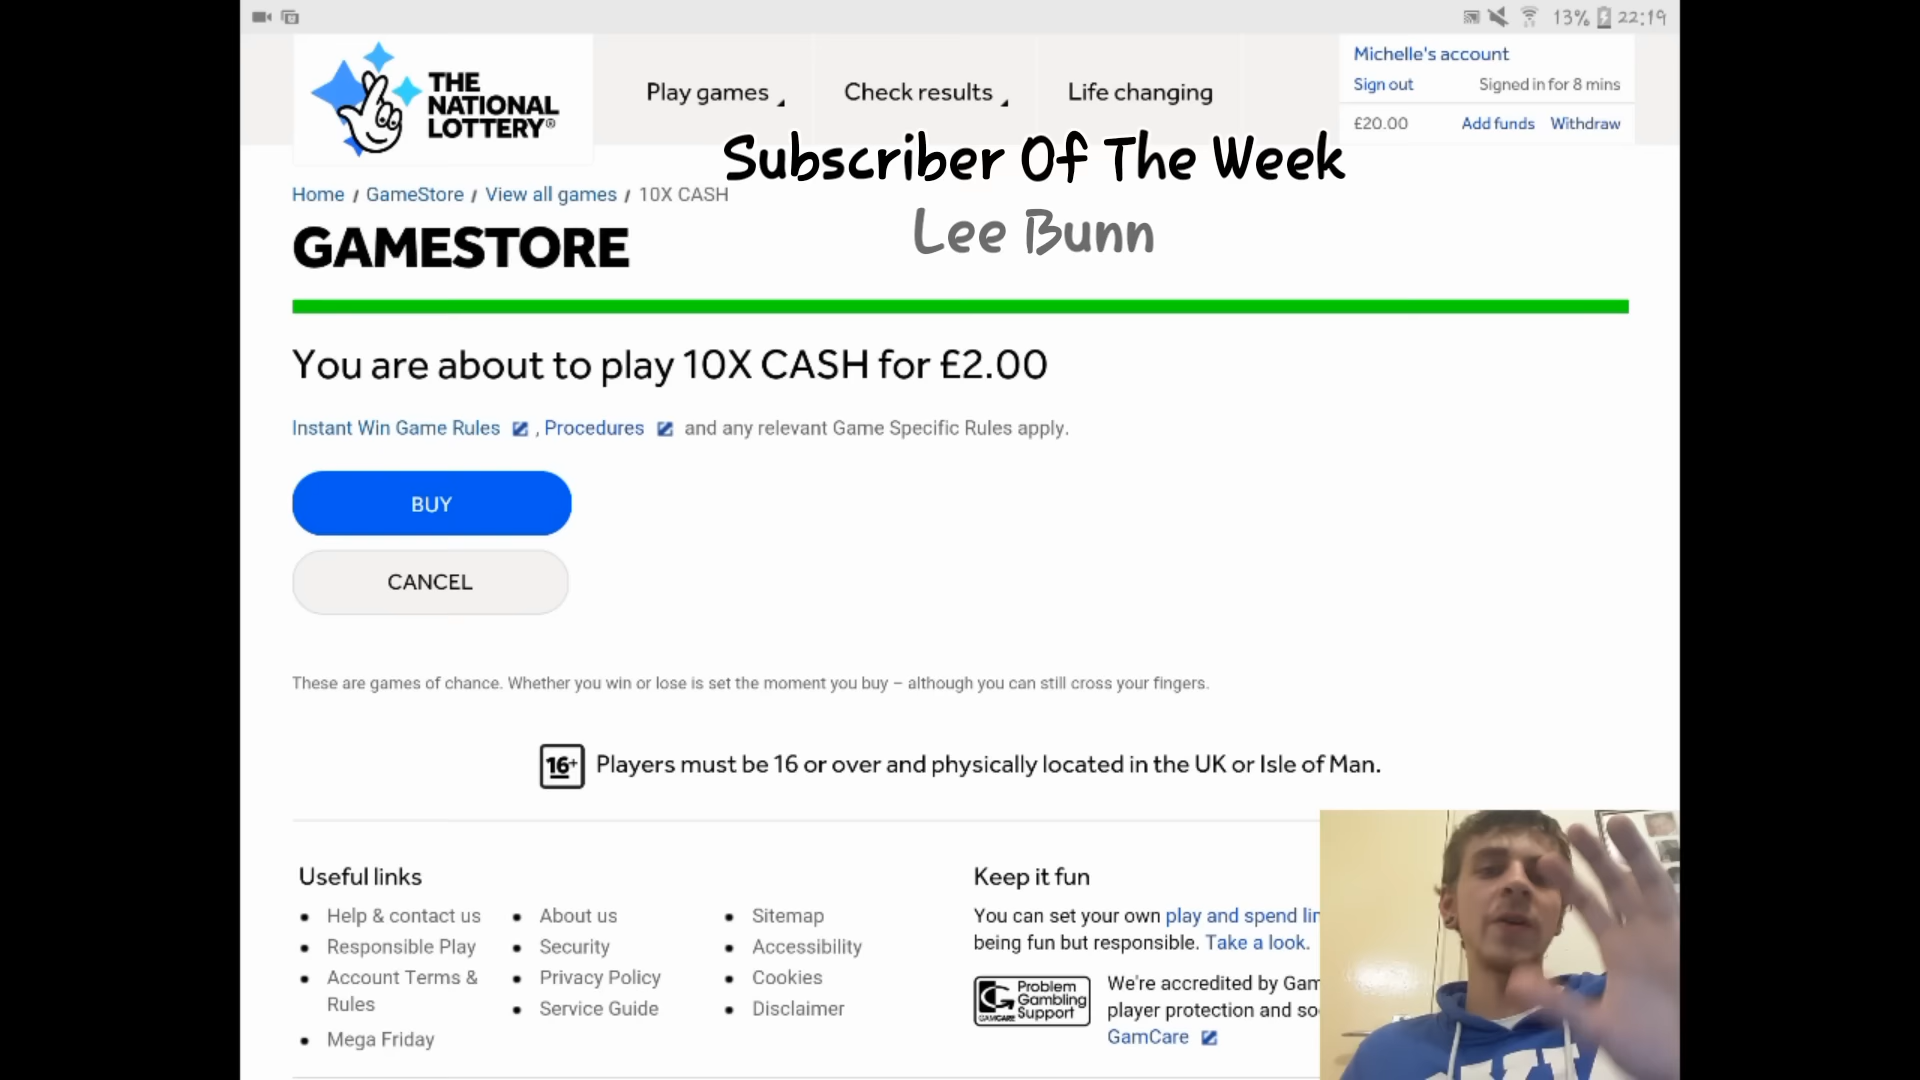 13% 22:19
THE
NATIONAL
LOTTERY®
Play games
Check results
Life changing
Michelle's account
Sign out Signed in for 8 mins
£20.00 Add funds Withdraw
Subscriber Of The Week
Lee Bunn
Home / GameStore / View all games / 10X CASH
GAMESTORE
You are about to play 10X CASH for £2.00
Instant Win Game Rules , Procedures and any relevant Game Specific Rules apply.
BUY
CANCEL
These are games of chance. Whether you win or lose is set the moment you buy – although you can still cross your fingers.
16+ Players must be 16 or over and physically located in the UK or Isle of Man.
Useful links
Help & contact us
Responsible Play
Account Terms &
Rules
Mega Friday
About us
Security
Privacy Policy
Service Guide
Sitemap
Accessibility
Cookies
Disclaimer
Keep it fun
You can set your own play and spend
being fun but responsible. Take a look.
Problem
Gambling
Support
GAMCARE
We're accredited by
player protection and
GamCare